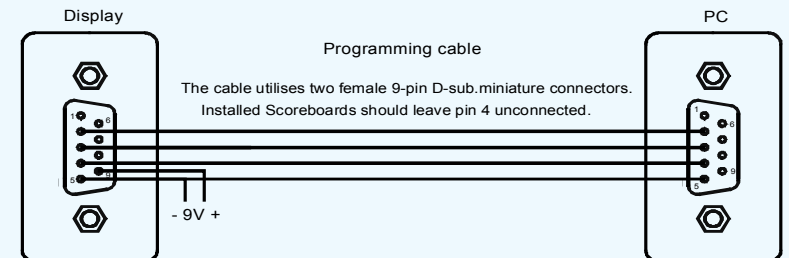 Display
PC
Programming cable
The cable utilises two female 9-pin D-sub.miniature connectors.
Installed Scoreboards should leave pin 4 unconnected.
1
6
5
9
1
6
5
9
- 9V +